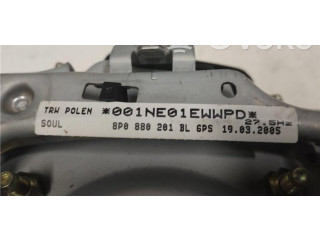 TRW POLEN *001NE01EWWPD*
SOUL 27.5Hz
8P0 880 201 BL 6PS 19.03.2005